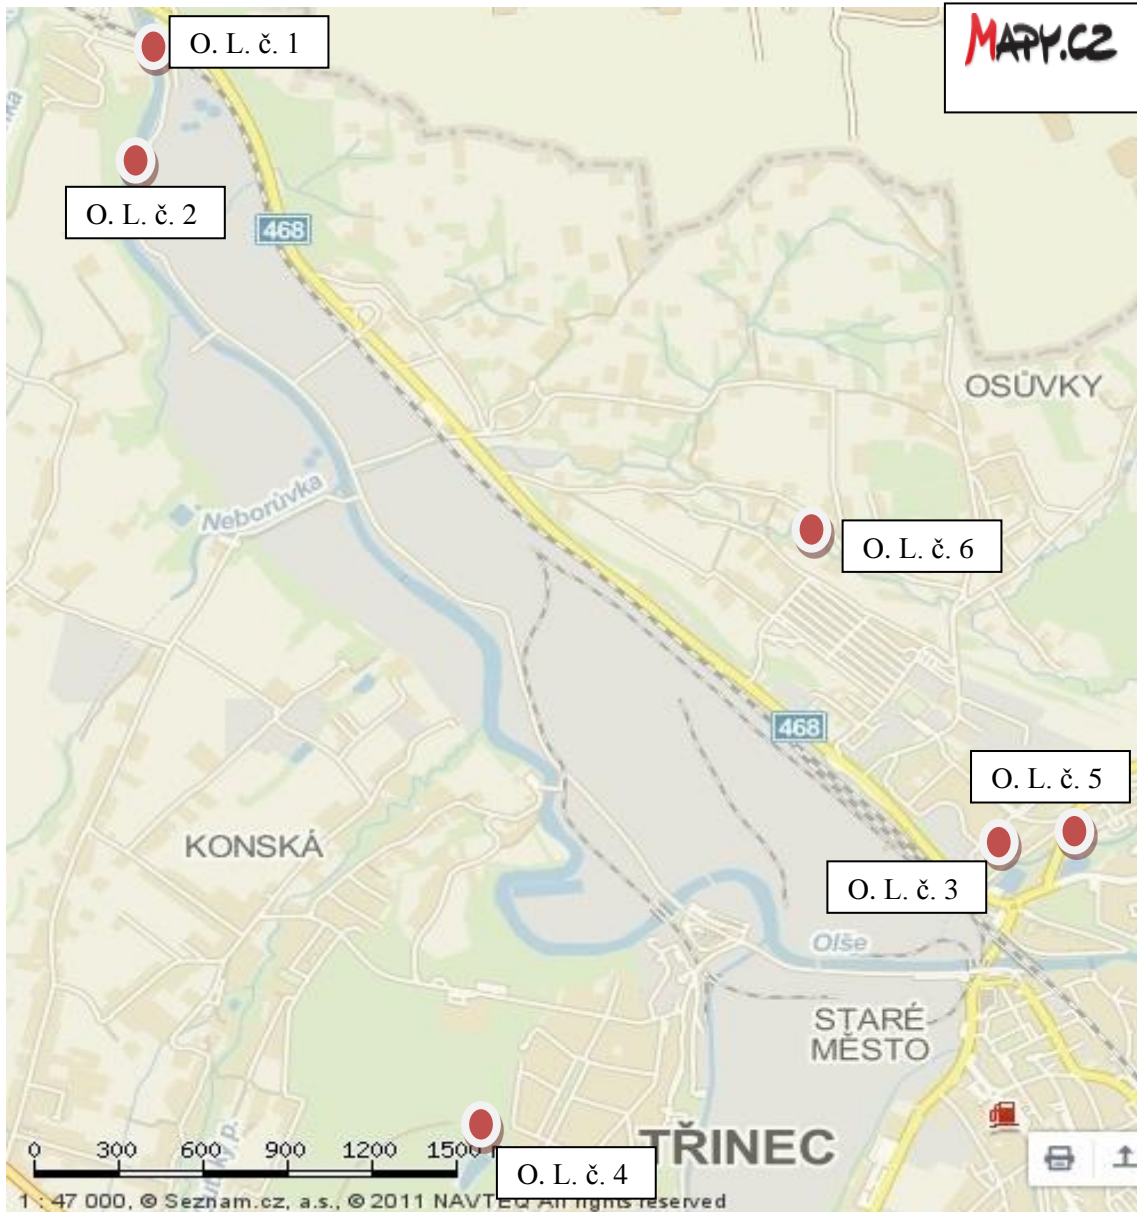 O. L. č. 1
MAPY.CZ
O. L. č. 2
468
OSŮVKY
Neborůvka
O. L. č. 6
468
O. L. č. 5
KONSKÁ
O. L. č. 3
Olše
STARÉ
MĚSTO
TŘINEC
0 300 600 900 1200 1500
O. L. č. 4
1 : 47 000, © Seznam.cz, a.s., © 2011 NAVTEQ All rights reserved